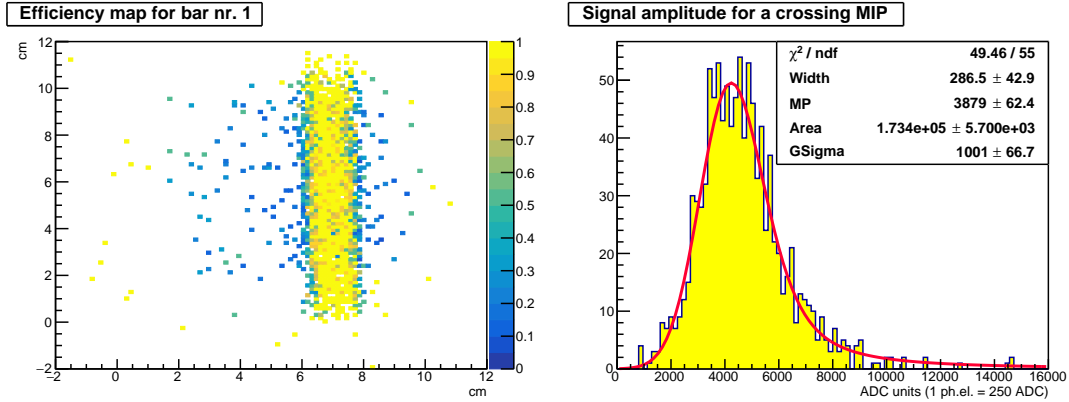 Efficiency map for bar nr. 1
cm
12
10
8
6
4
2
0
−2
−2 0 2 4 6 8 10 12
cm
1
0.9
0.8
0.7
0.6
0.5
0.4
0.3
0.2
0.1
0
Signal amplitude for a crossing MIP
χ² / ndf 49.46 / 55
Width 286.5 ± 42.9
MP 3879 ± 62.4
Area 1.734e+05 ± 5.700e+03
GSigma 1001 ± 66.7
50
40
30
20
10
0
0 2000 4000 6000 8000 10000 12000 14000 16000
ADC units (1 ph.el. = 250 ADC)